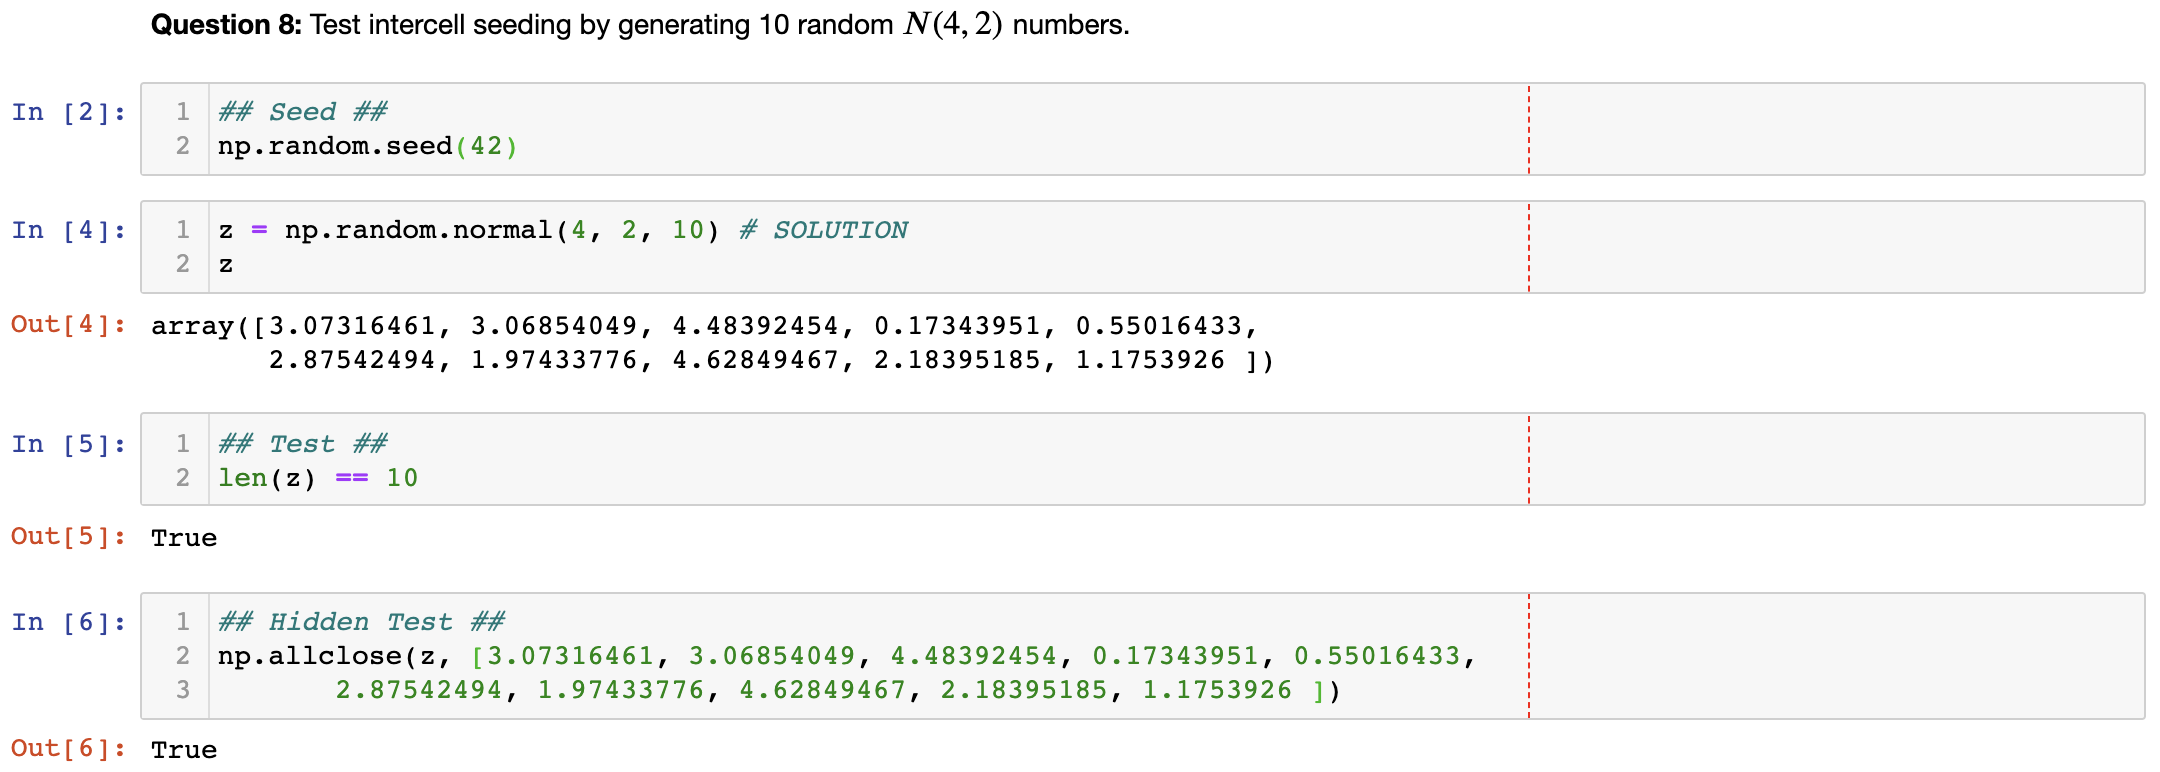 Question 8: Test intercell seeding by generating 10 random N(4, 2) numbers.
In [2]:
1 ## Seed ##
2 np.random.seed(42)
In [4]:
1 z = np.random.normal(4, 2, 10) # SOLUTION
2 z
Out[4]: array([3.07316461, 3.06854049, 4.48392454, 0.17343951, 0.55016433,
2.87542494, 1.97433776, 4.62849467, 2.18395185, 1.1753926 ])
In [5]:
1 ## Test ##
2 len(z) == 10
Out[5]: True
In [6]:
1 ## Hidden Test ##
2 np.allclose(z, [3.07316461, 3.06854049, 4.48392454, 0.17343951, 0.55016433,
3 2.87542494, 1.97433776, 4.62849467, 2.18395185, 1.1753926 ])
Out[6]: True